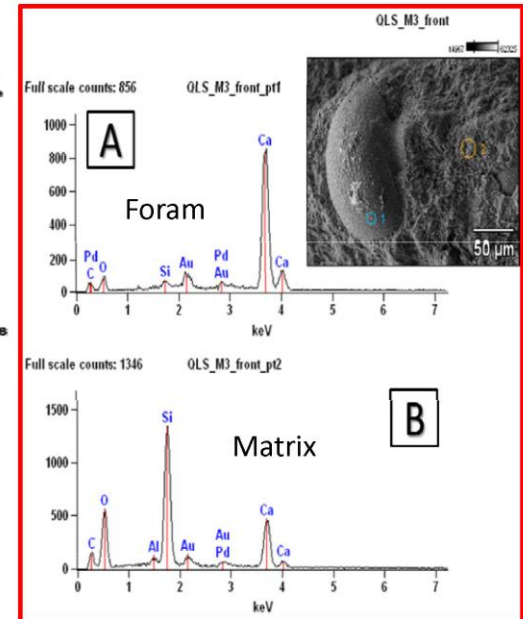 QLS_M3_front
14967 62325
Full scale counts: 856 QLS_M3_front_pt1
1000
800
600
400
200
0
A
Foram
Pd
C
O
Si
Au
Pd
Au
Ca
Ca
0 1 2 3 4 5 6 7
keV
1
2
50 µm
Full scale counts: 1346 QLS_M3_front_pt2
1500
1000
500
0
B
Matrix
C
O
Al
Si
Au
Au
Pd
Ca
Ca
0 1 2 3 4 5 6 7
keV